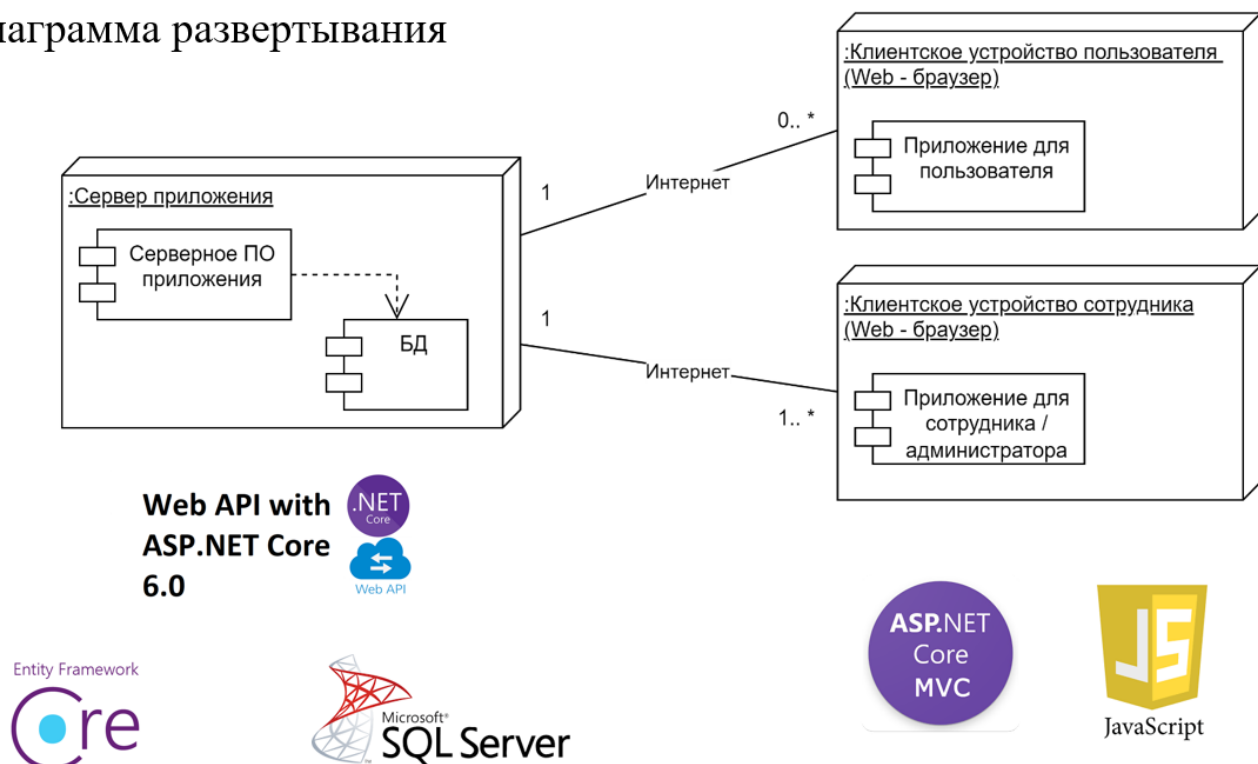 иаграмма развертывания
:Клиентское устройство пользователя
(Web - браузер)
Приложение для
пользователя
0.. *
Интернет
1
:Сервер приложения
Серверное ПО
приложения
БД
1
Интернет
1.. *
:Клиентское устройство сотрудника
(Web - браузер)
Приложение для
сотрудника /
администратора
Web API with
ASP.NET Core
6.0
.NET
Core
Web API
ASP.NET
Core
MVC
JS
JavaScript
Entity Framework
Core
Microsoft®
SQL Server